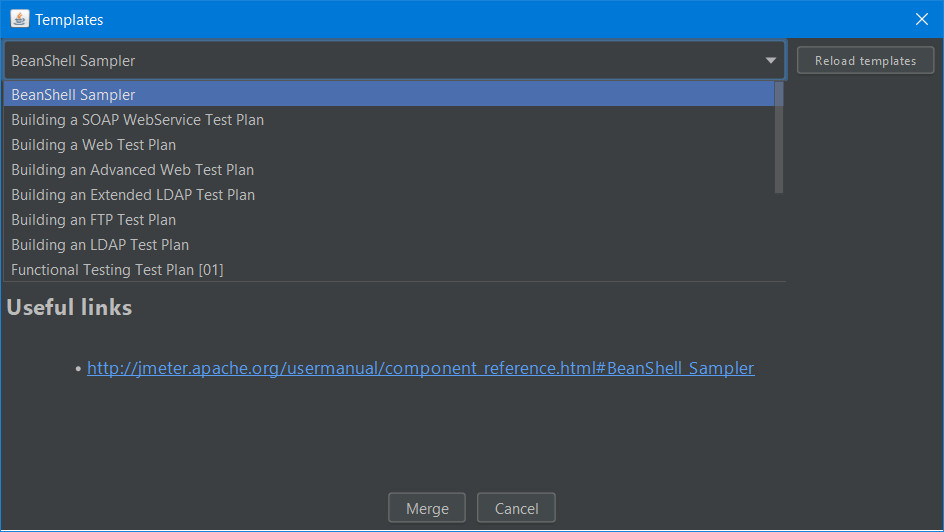 Templates
BeanShell Sampler
Reload templates
BeanShell Sampler
Building a SOAP WebService Test Plan
Building a Web Test Plan
Building an Advanced Web Test Plan
Building an Extended LDAP Test Plan
Building an FTP Test Plan
Building an LDAP Test Plan
Functional Testing Test Plan [01]
Useful links
• http://jmeter.apache.org/usermanual/component_reference.html#BeanShell_Sampler
Merge
Cancel